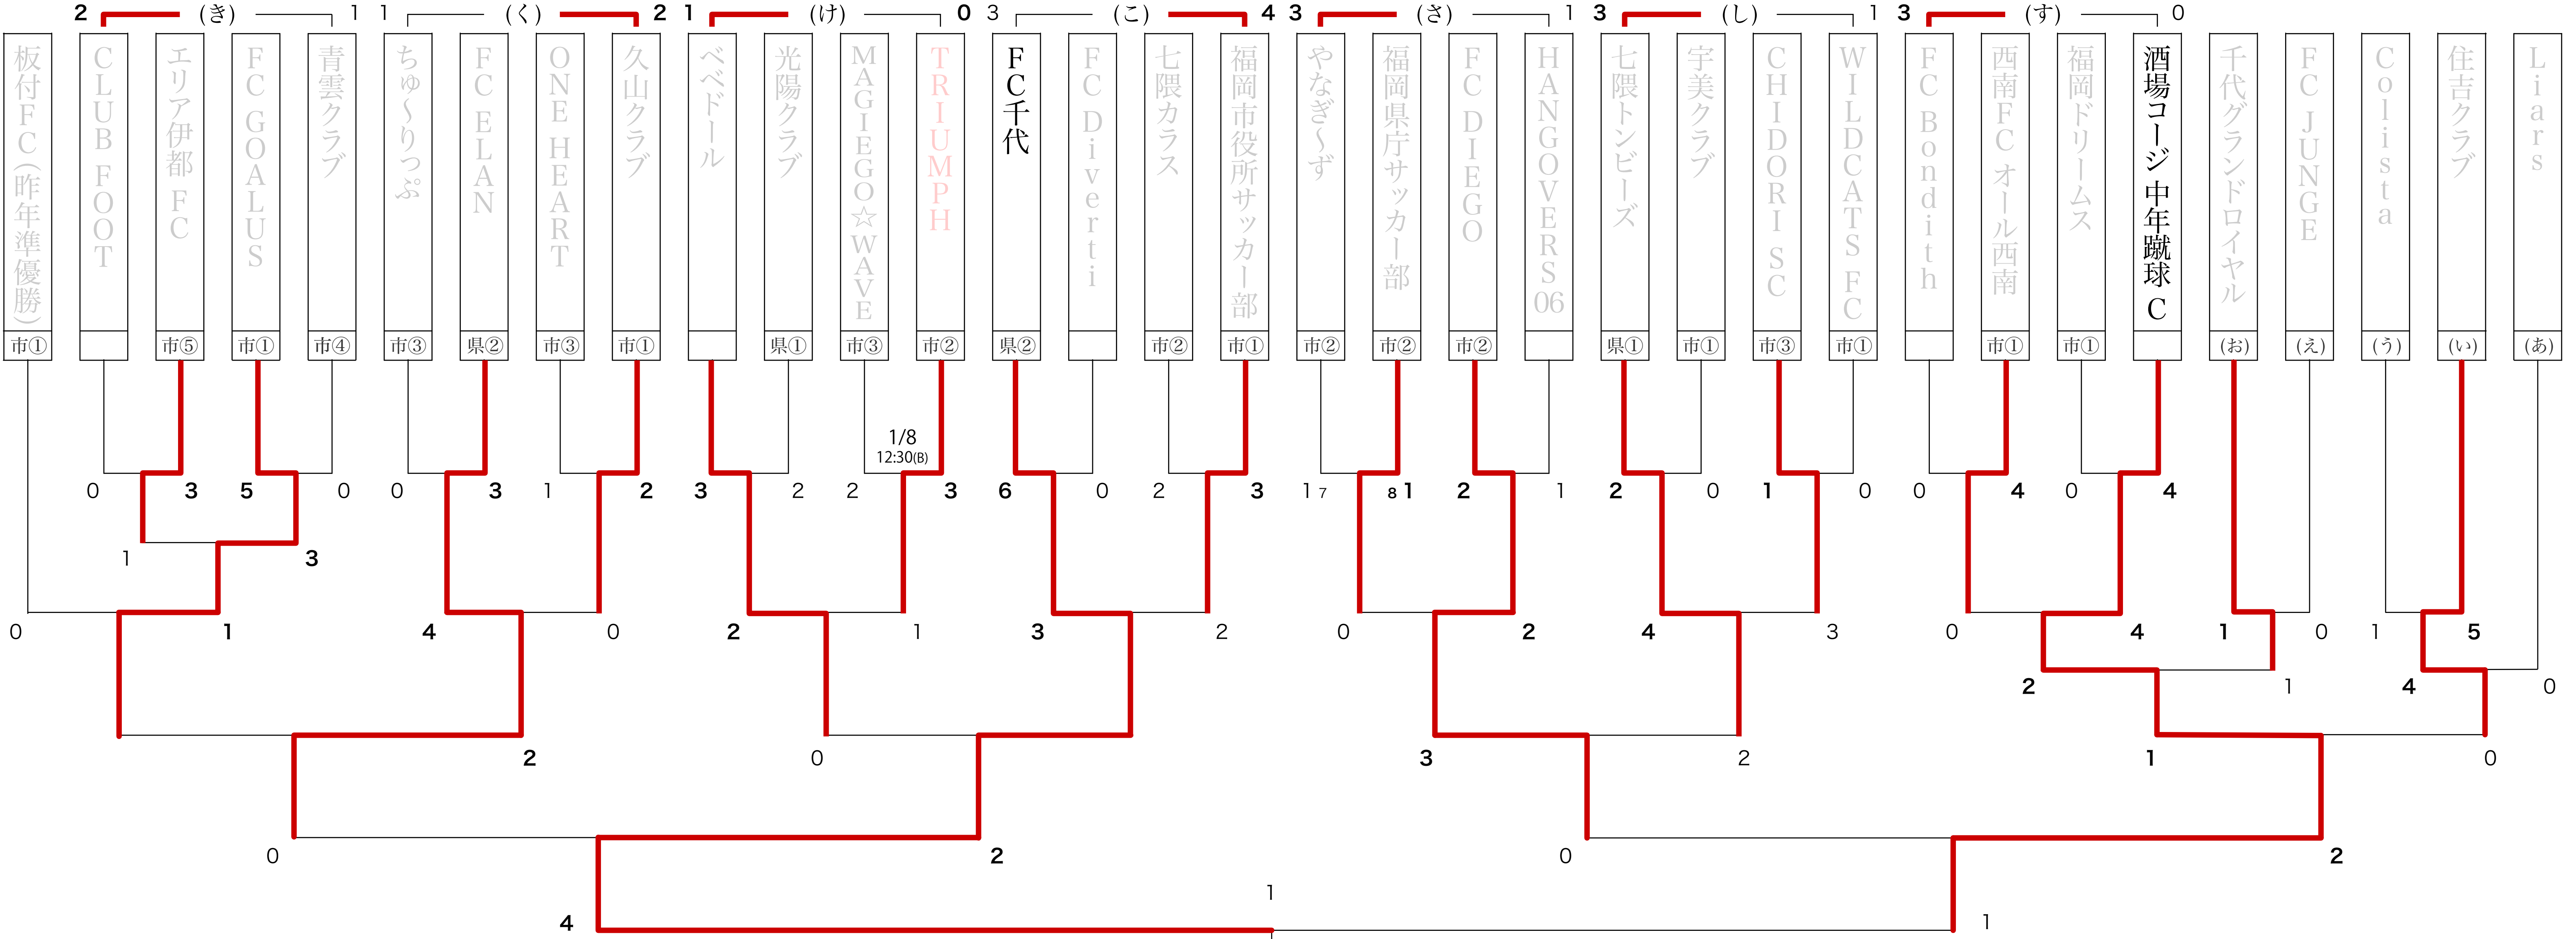 2 (き) 1 1 (く) 2 1 (け) 0 3 (こ) 4 3 (さ) 1 3 (し) 1 3 (す) 0
板付FC（昨年準優勝）
CLUB FOOT
エリア伊都 FC
FC GOALUS
青雲クラブ
ちゅ～りっぷ
FC ELAN
ONE HEART
久山クラブ
ベベドール
光陽クラブ
MAGIEGO☆WAVE
TRIUMPH
FC千代
FC Diverti
七隈カラス
福岡市役所サッカー部
やなぎ～ず
福岡県庁サッカー部
FC DIEGO
HANGOVERS 06
七隈トンビーズ
宇美クラブ
CHIDORI SC
WILDCATS FC
FC Bondith
西南FC オール西南
福岡ドリームス
酒場コージ 中年蹴球 C
千代グランドロイヤル
FC JUNGE
Colista
住吉クラブ
Liars
市① 市⑤ 市① 市④ 市③ 県② 市③ 市① 県① 市③ 市② 県② 市② 市① 市② 市② 市② 県① 市① 市③ 市① 市① 市① (お) (え) (う) (い) (あ)
1/8
12:30(B)
0 3 5 0 0 3 1 2 3 2 2 3 6 0 2 3 1 7 8 1 2 1 2 0 1 0 0 4 0 4
1 3
0 1 4 0 2 1 3 2 0 2 4 3 0 4 1 0 1 5
2 1 4 0
2 0 3 2 1 0
0 2 0 2
1
4 1